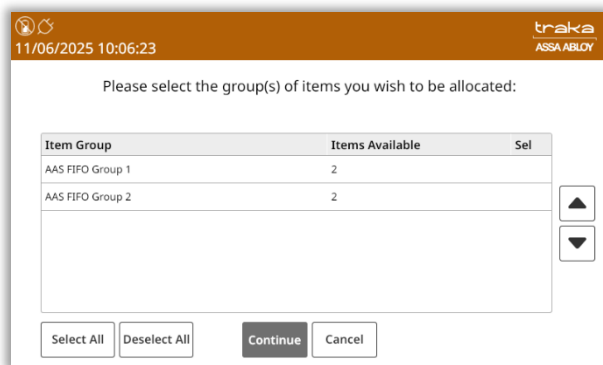 traka
11/06/2025 10:06:23
ASSA ABLOY
Please select the group(s) of items you wish to be allocated:
Item Group Items Available Sel
AAS FIFO Group 1 2
AAS FIFO Group 2 2
Select All Deselect All Continue Cancel